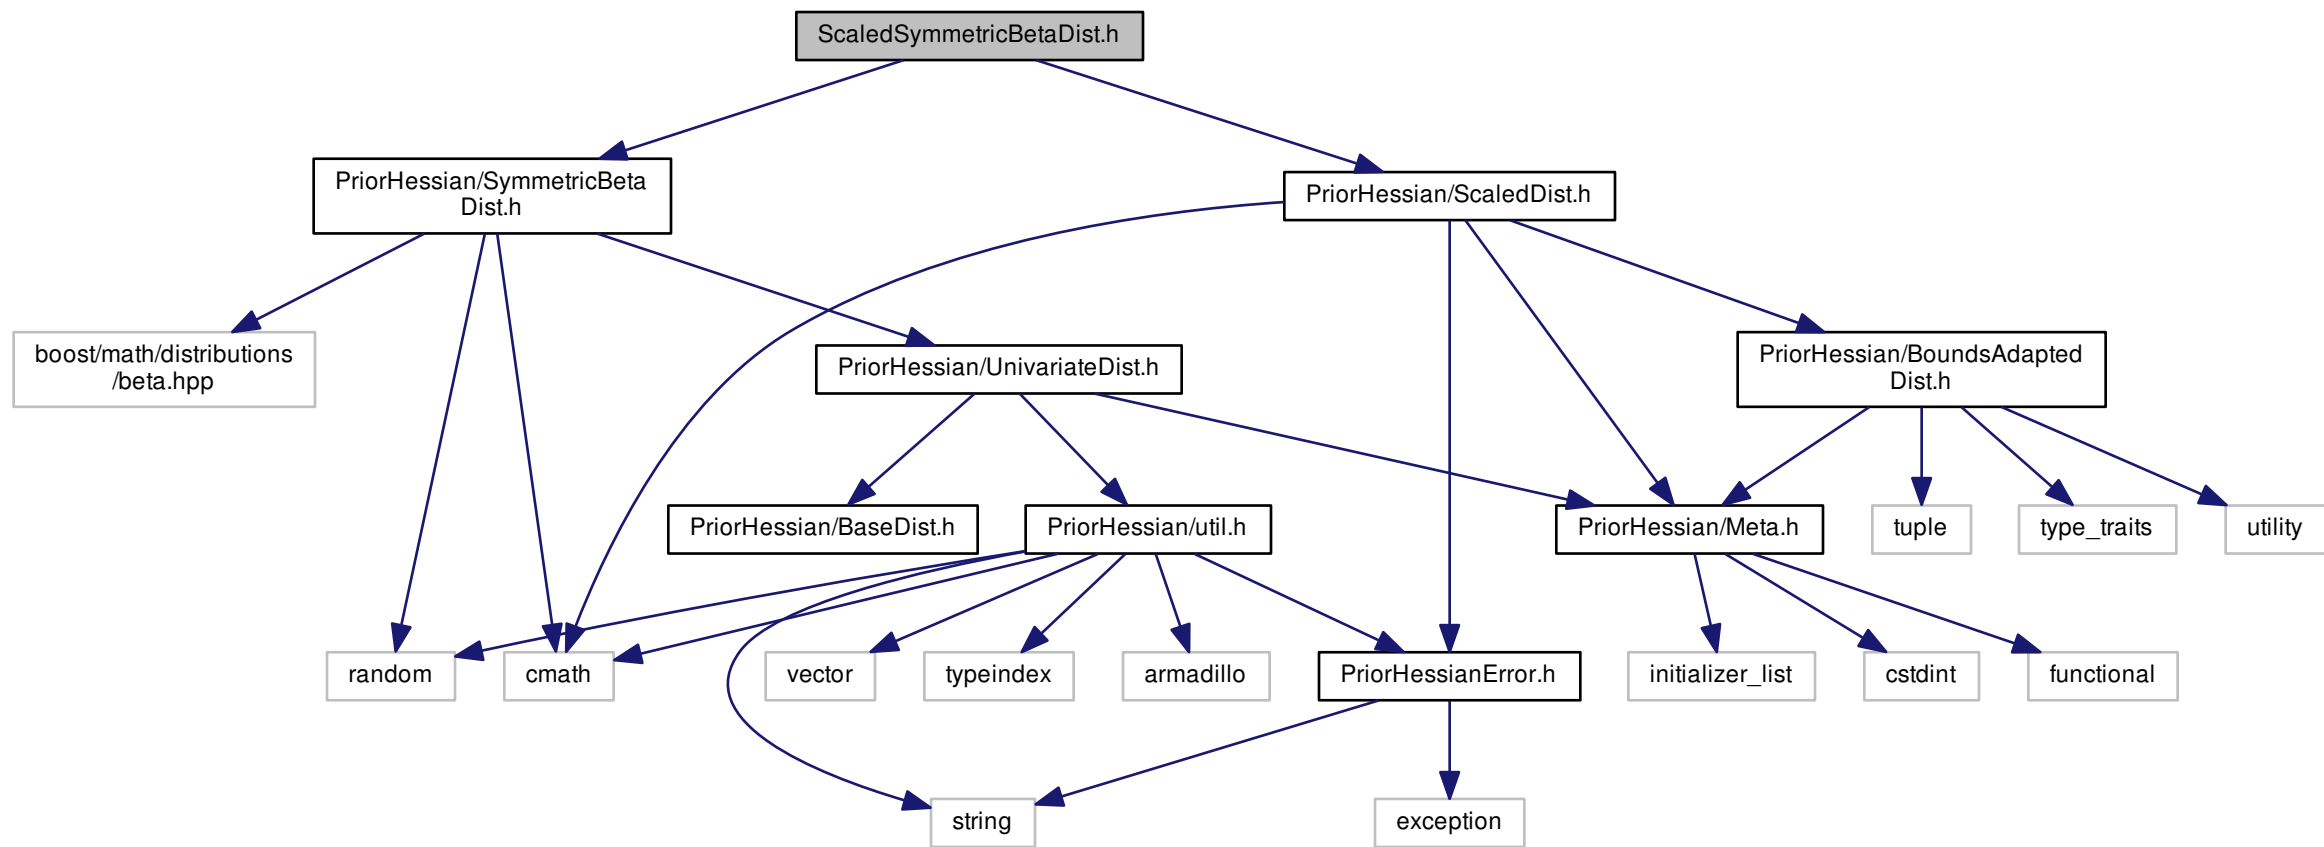 ScaledSymmetricBetaDist.h
PriorHessian/SymmetricBeta
Dist.h
PriorHessian/ScaledDist.h
boost/math/distributions
/beta.hpp
PriorHessian/UnivariateDist.h
PriorHessian/BoundsAdapted
Dist.h
PriorHessian/BaseDist.h
PriorHessian/util.h
PriorHessian/Meta.h
tuple
type_traits
utility
random
cmath
vector
typeindex
armadillo
PriorHessianError.h
initializer_list
cstdint
functional
string
exception